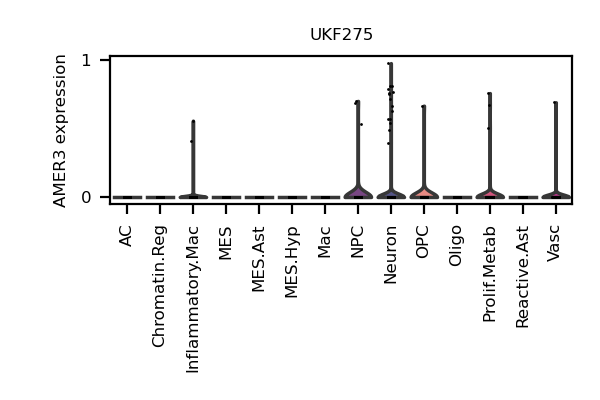 UKF275
AMER3 expression
1
0
AC
Chromatin.Reg
Inflammatory.Mac
MES
MES.Ast
MES.Hyp
Mac
NPC
Neuron
OPC
Oligo
Prolif.Metab
Reactive.Ast
Vasc